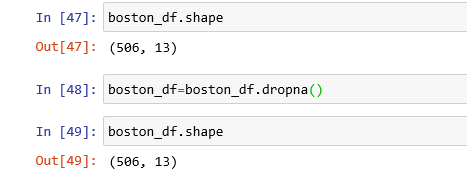 In [47]: boston_df.shape
Out[47]: (506, 13)
In [48]: boston_df=boston_df.dropna()
In [49]: boston_df.shape
Out[49]: (506, 13)